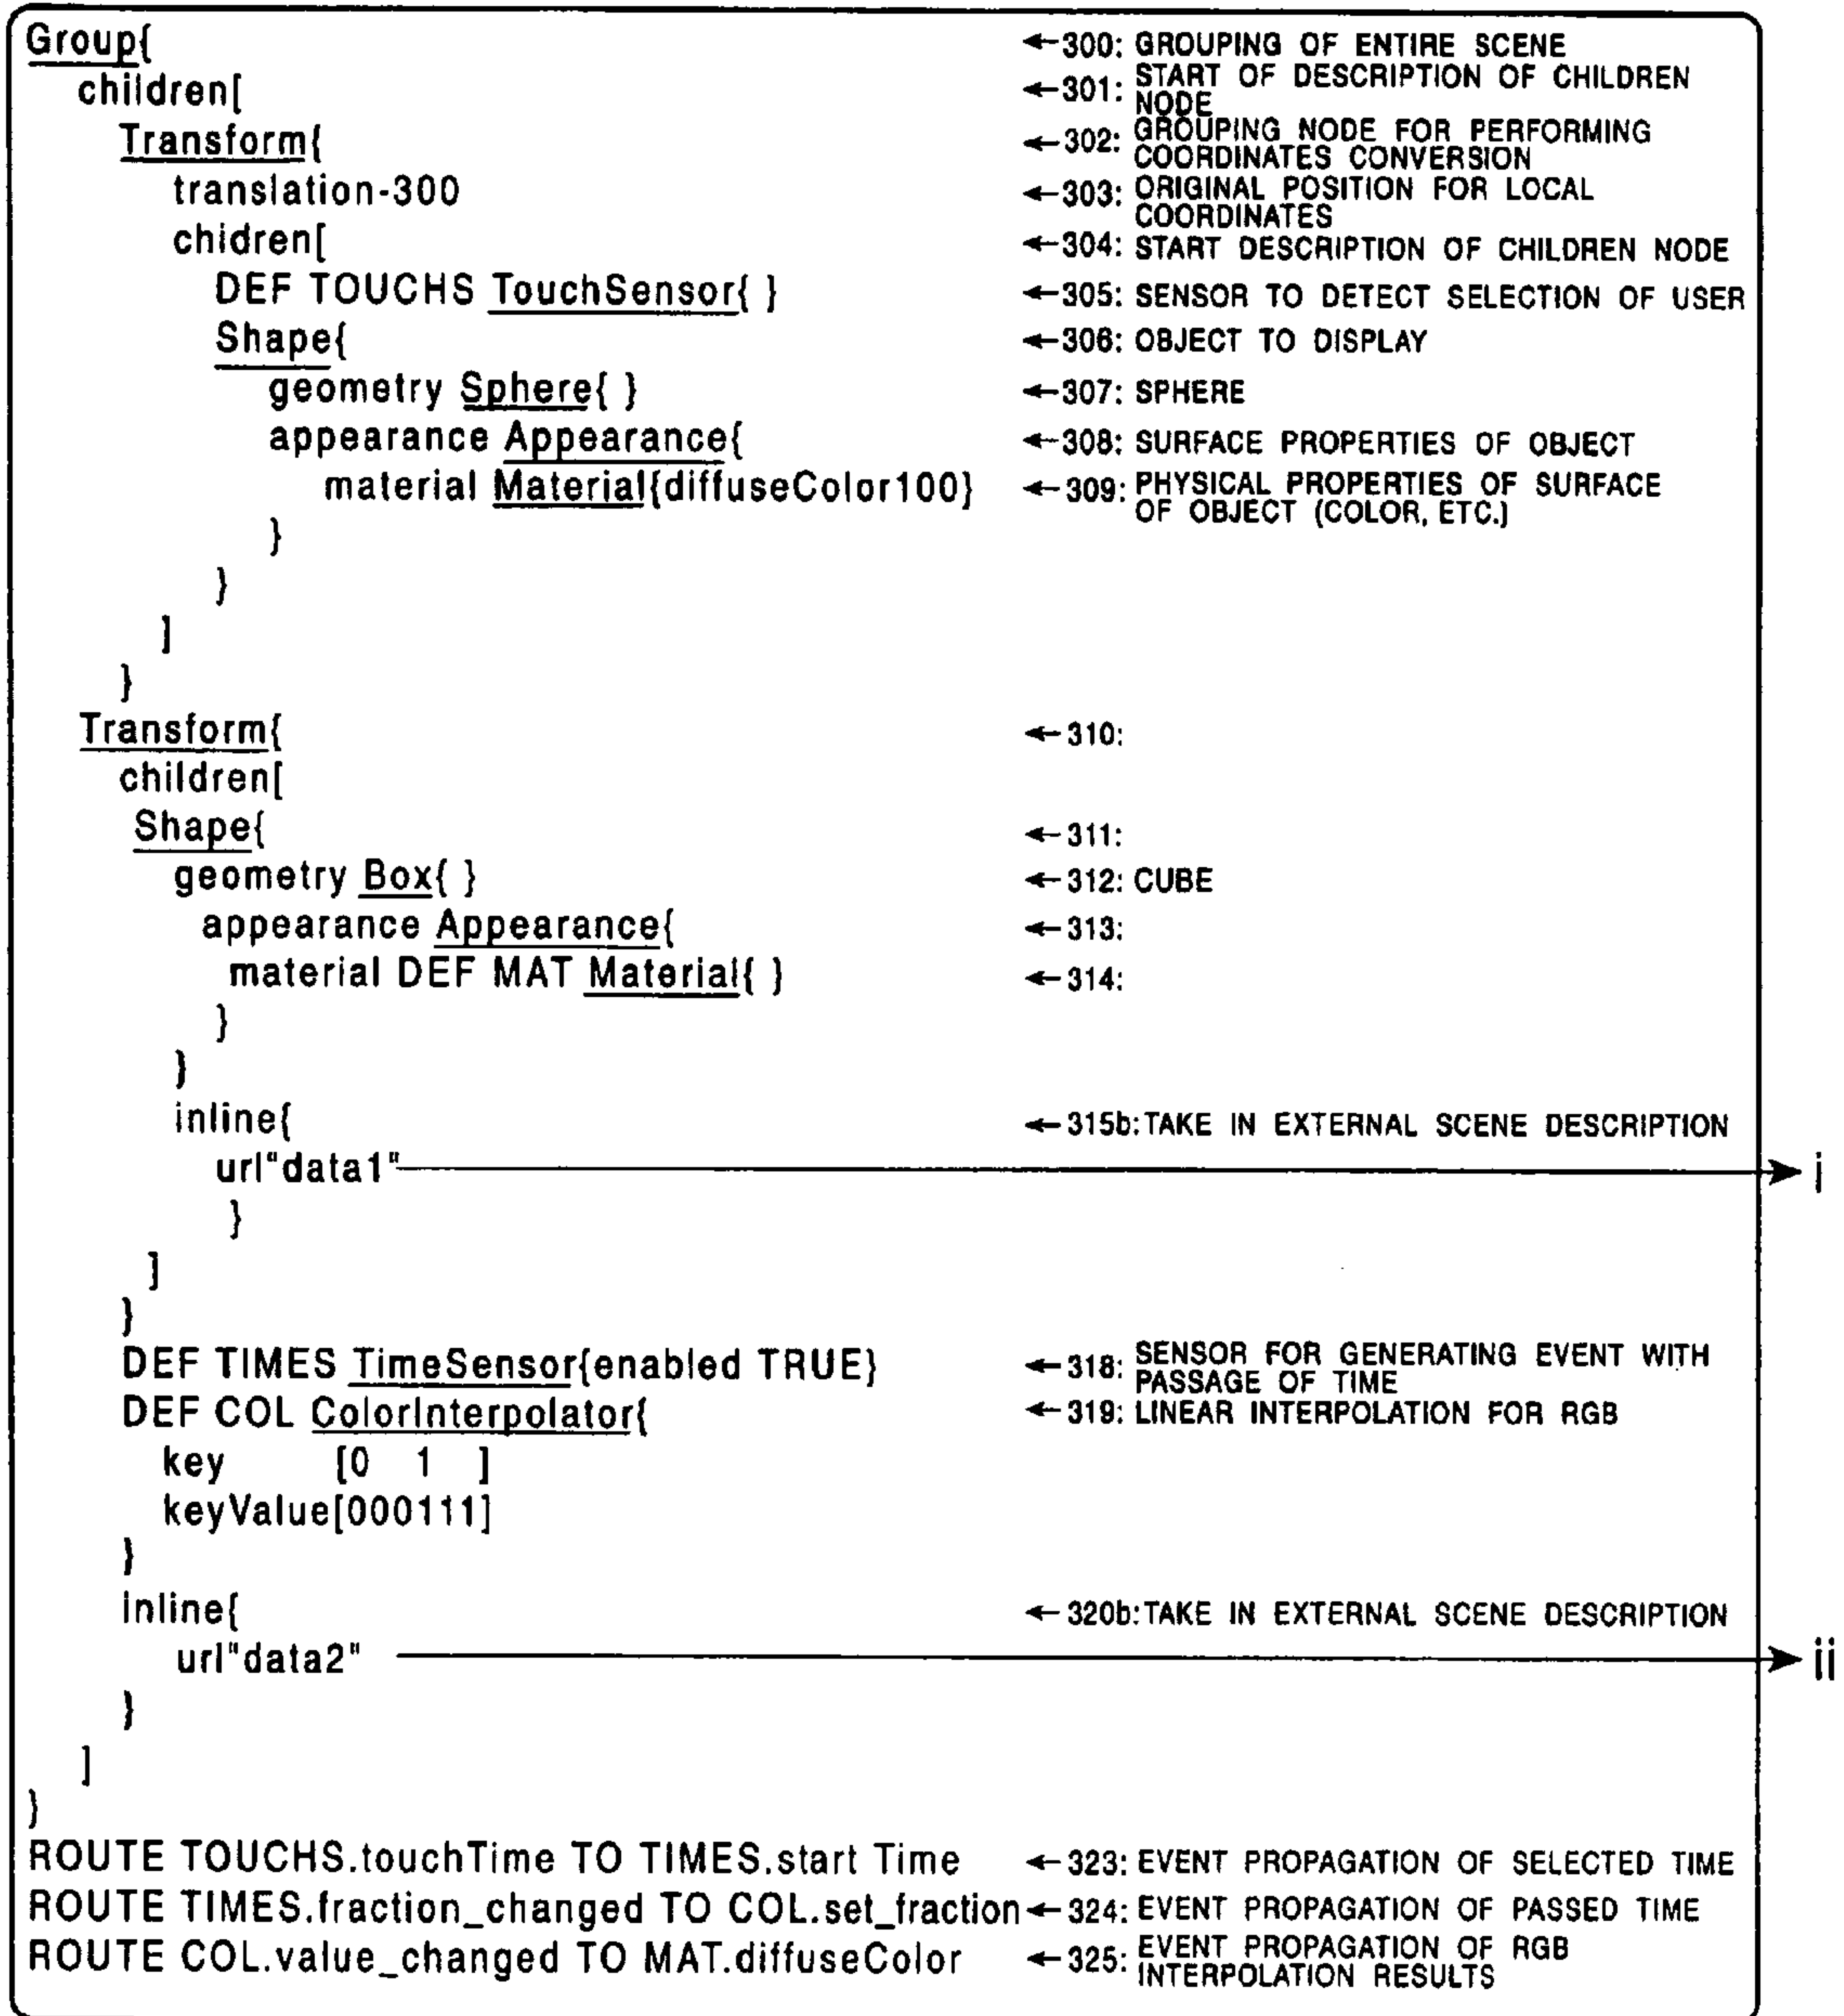 Group{ ←300: GROUPING OF ENTIRE SCENE
children[ ←301: START OF DESCRIPTION OF CHILDREN
NODE
Transform{ ←302: GROUPING NODE FOR PERFORMING
COORDINATES CONVERSION
translation-300 ←303: ORIGINAL POSITION FOR LOCAL
COORDINATES
chidren[ ←304: START DESCRIPTION OF CHILDREN NODE
DEF TOUCHS TouchSensor{ } ←305: SENSOR TO DETECT SELECTION OF USER
Shape{ ←306: OBJECT TO DISPLAY
geometry Sphere{ } ←307: SPHERE
appearance Appearance{ ←308: SURFACE PROPERTIES OF OBJECT
material Material{diffuseColor100} ←309: PHYSICAL PROPERTIES OF SURFACE
OF OBJECT (COLOR, ETC.)
}
}
]
}
Transform{ ←310:
children[
Shape{ ←311:
geometry Box{ } ←312: CUBE
appearance Appearance{ ←313:
material DEF MAT Material{ } ←314:
}
}
inline{ ←315b:TAKE IN EXTERNAL SCENE DESCRIPTION
url"data1" → i
}
]
}
DEF TIMES TimeSensor{enabled TRUE} ←318: SENSOR FOR GENERATING EVENT WITH
PASSAGE OF TIME
DEF COL ColorInterpolator{ ←319: LINEAR INTERPOLATION FOR RGB
key [0 1 ]
keyValue[000111]
}
inline{ ←320b:TAKE IN EXTERNAL SCENE DESCRIPTION
url"data2" → ii
}
]
}
ROUTE TOUCHS.touchTime TO TIMES.start Time ←323: EVENT PROPAGATION OF SELECTED TIME
ROUTE TIMES.fraction_changed TO COL.set_fraction ←324: EVENT PROPAGATION OF PASSED TIME
ROUTE COL.value_changed TO MAT.diffuseColor ←325: EVENT PROPAGATION OF RGB
INTERPOLATION RESULTS